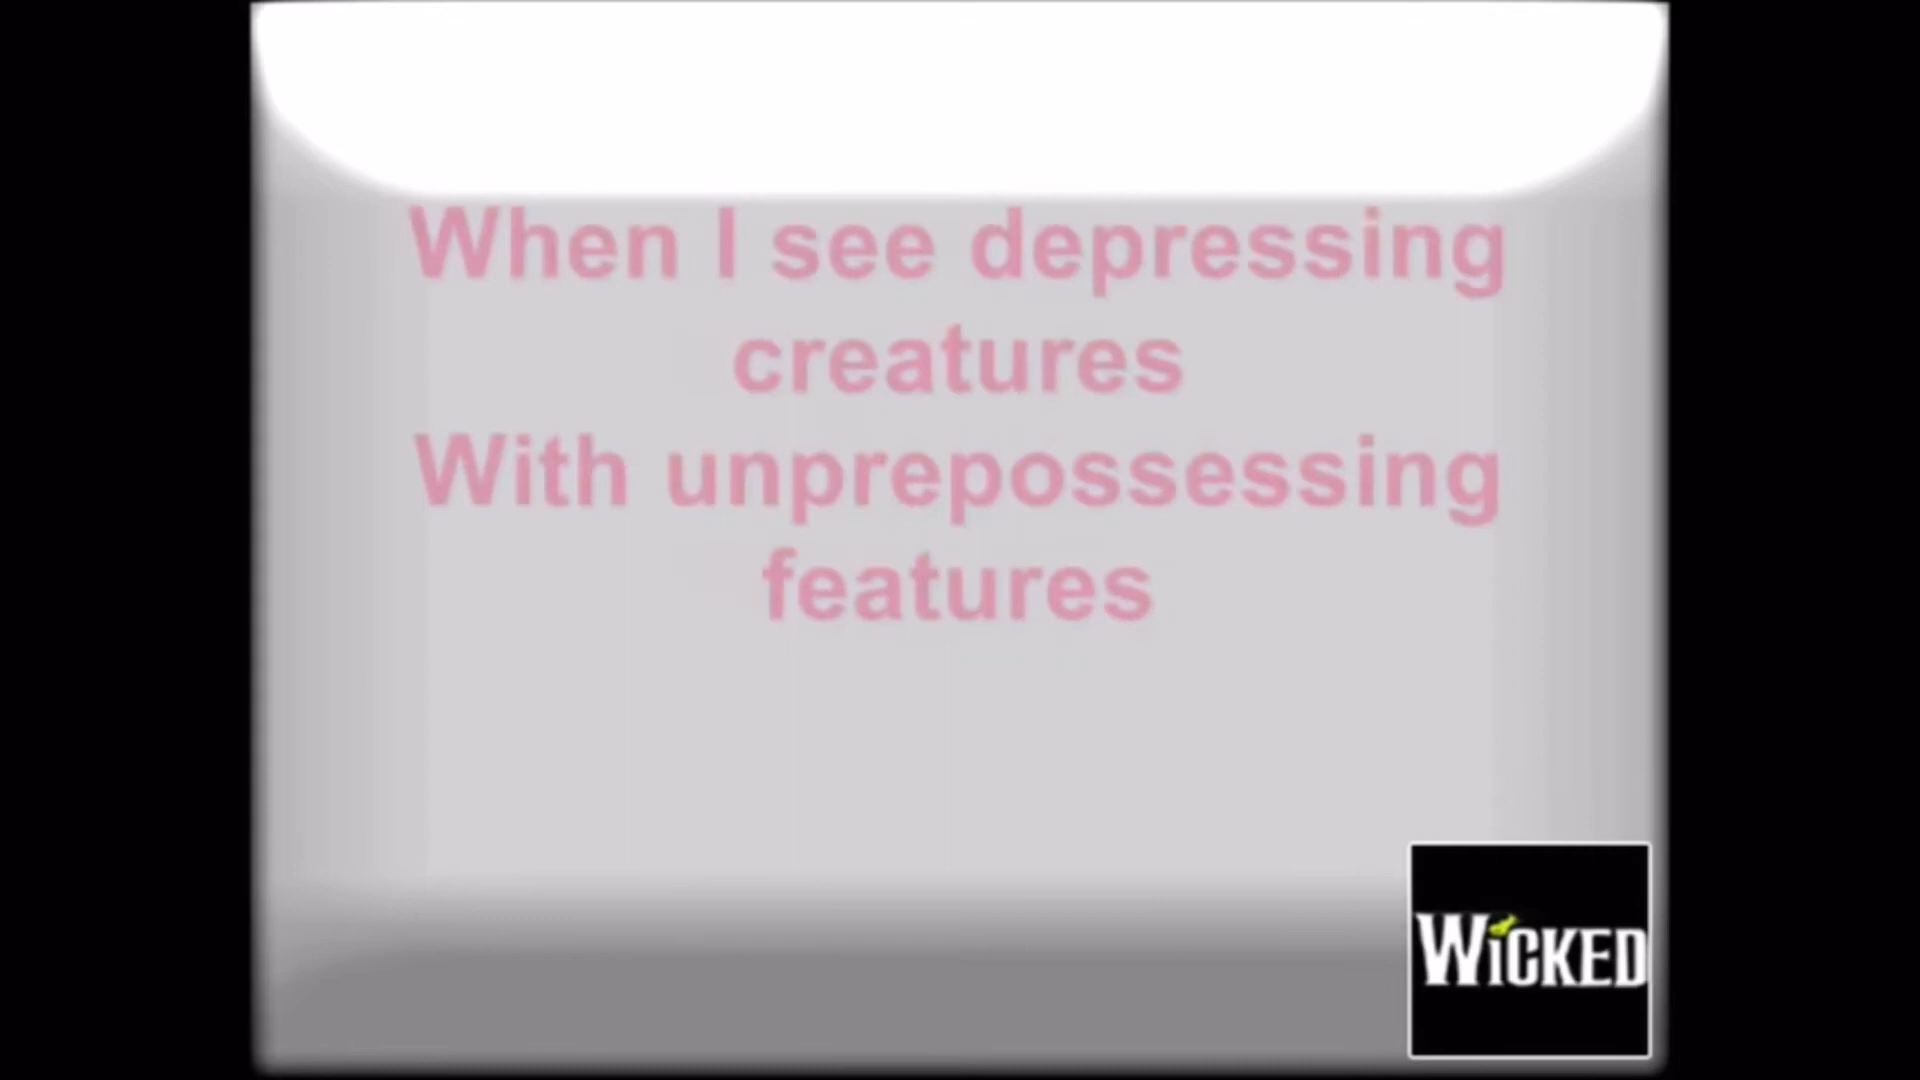 When I see depressing
creatures
With unprepossessing
features
WICKED